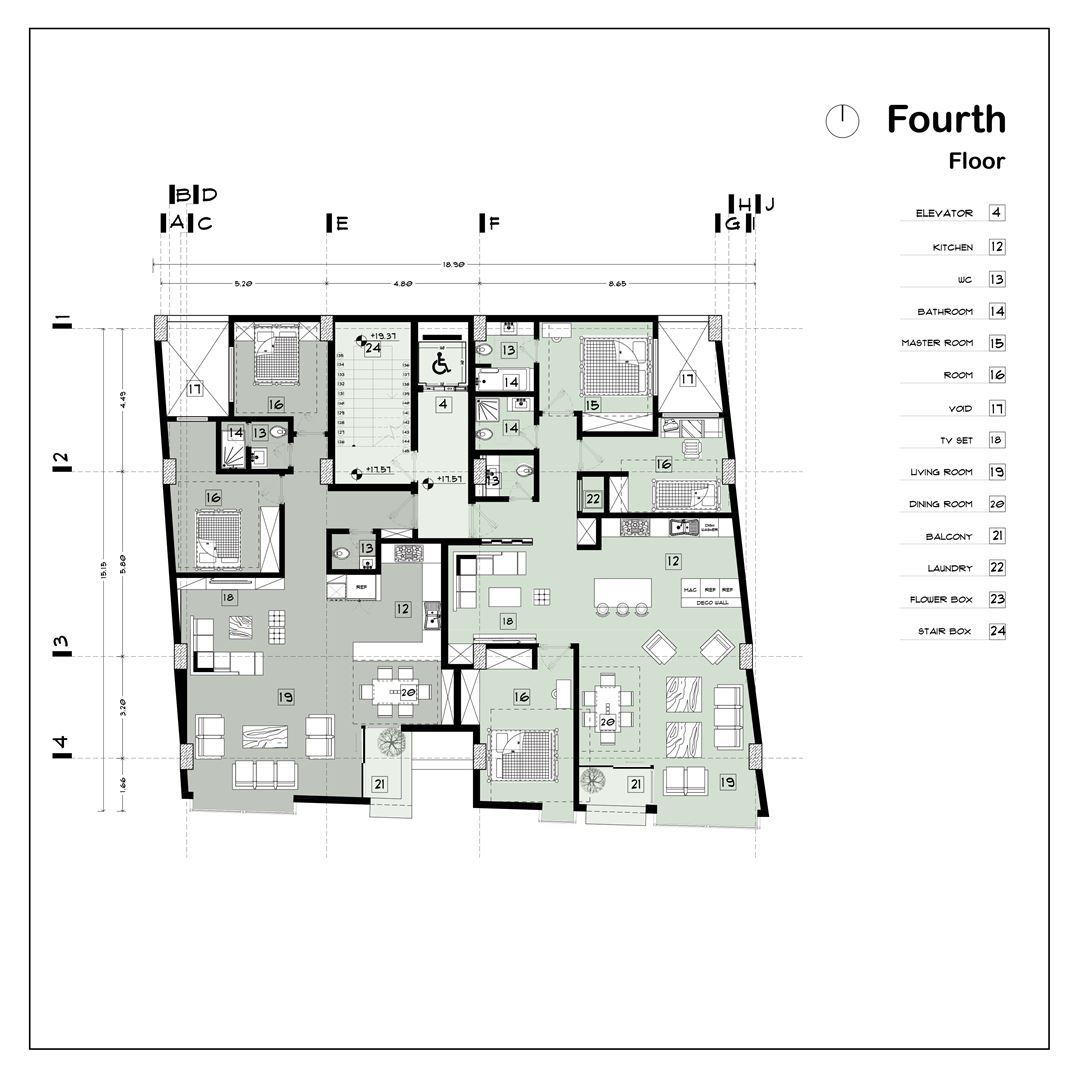 Fourth
Floor
B D
H J
A C E F G I
ELEVATOR 4
KITCHEN 12
WC 13
BATHROOM 14
MASTER ROOM 15
ROOM 16
VOID 17
TV SET 18
LIVING ROOM 19
DINING ROOM 20
BALCONY 21
LAUNDRY 22
FLOWER BOX 23
STAIR BOX 24
18.90
5.20 4.80 8.65
1
+19.37
24
13
17 16 4 14 15 17
4.45
14 13 14
2
+17.57 +17.57
16 13 16
22
DISH WASHER
15.15 5.80
13 12
REF
MAC REF REF
DECO WALL
18 12
18
3
19 20 16
20
3.20
4
21 21 19
1.66